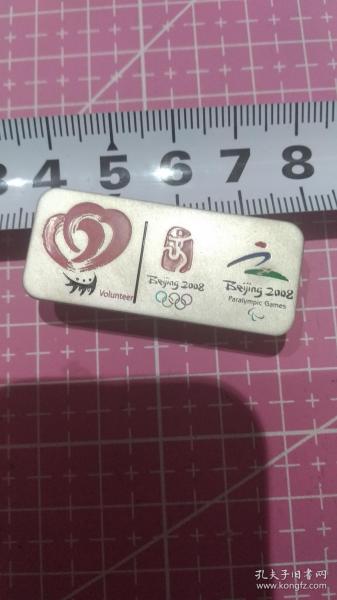 3 4 5 6 7 8
Volunteer
Beijing 2008
Beijing 2008
Paralympic Games
孔夫子旧书网
www.kongfz.com